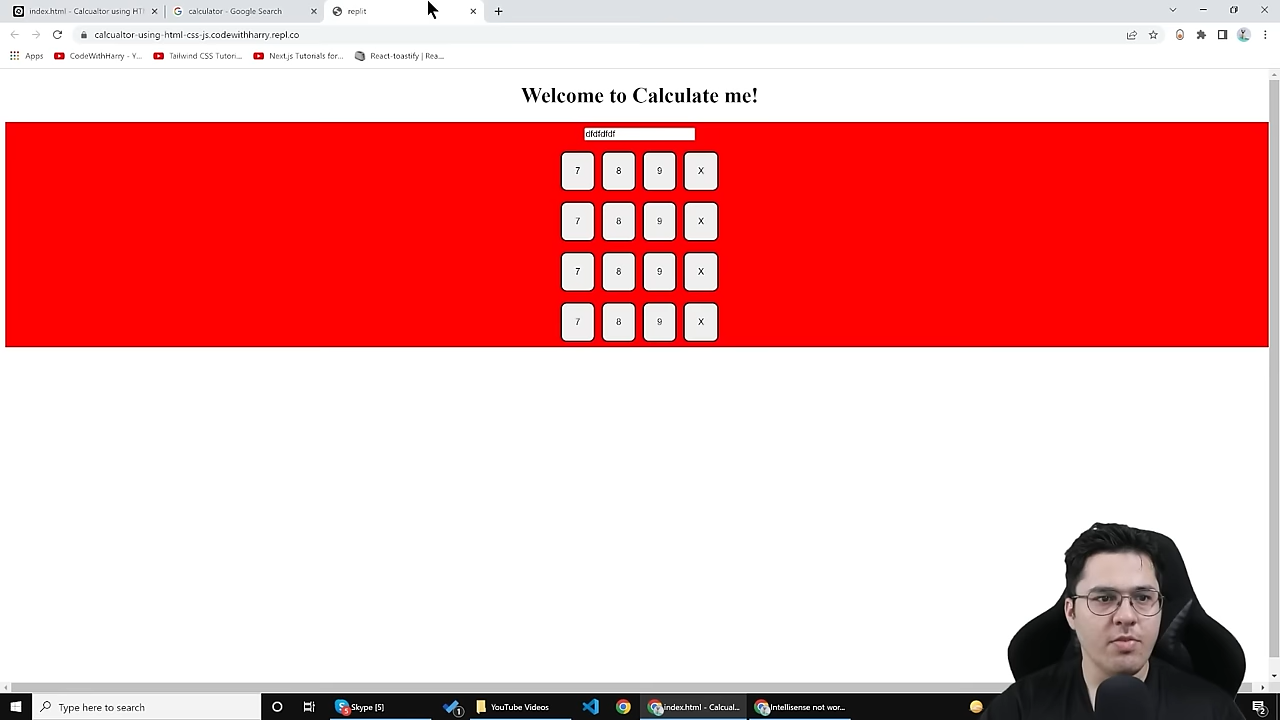 index.html - Calcualtor using HTI
calculator - Google Search
replit
calcualtor-using-html-css-js.codewithharry.repl.co
Apps
CodeWithHarry - Y...
Tailwind CSS Tutori...
Next.js Tutorials for...
React-toastify | Rea...
Welcome to Calculate me!
dfdfdfdf
7 8 9 X
7 8 9 X
7 8 9 X
7 8 9 X
Type here to search
Skype [5]
1
YouTube Videos
index.html - Calcual...
Intellisense not wor...
2